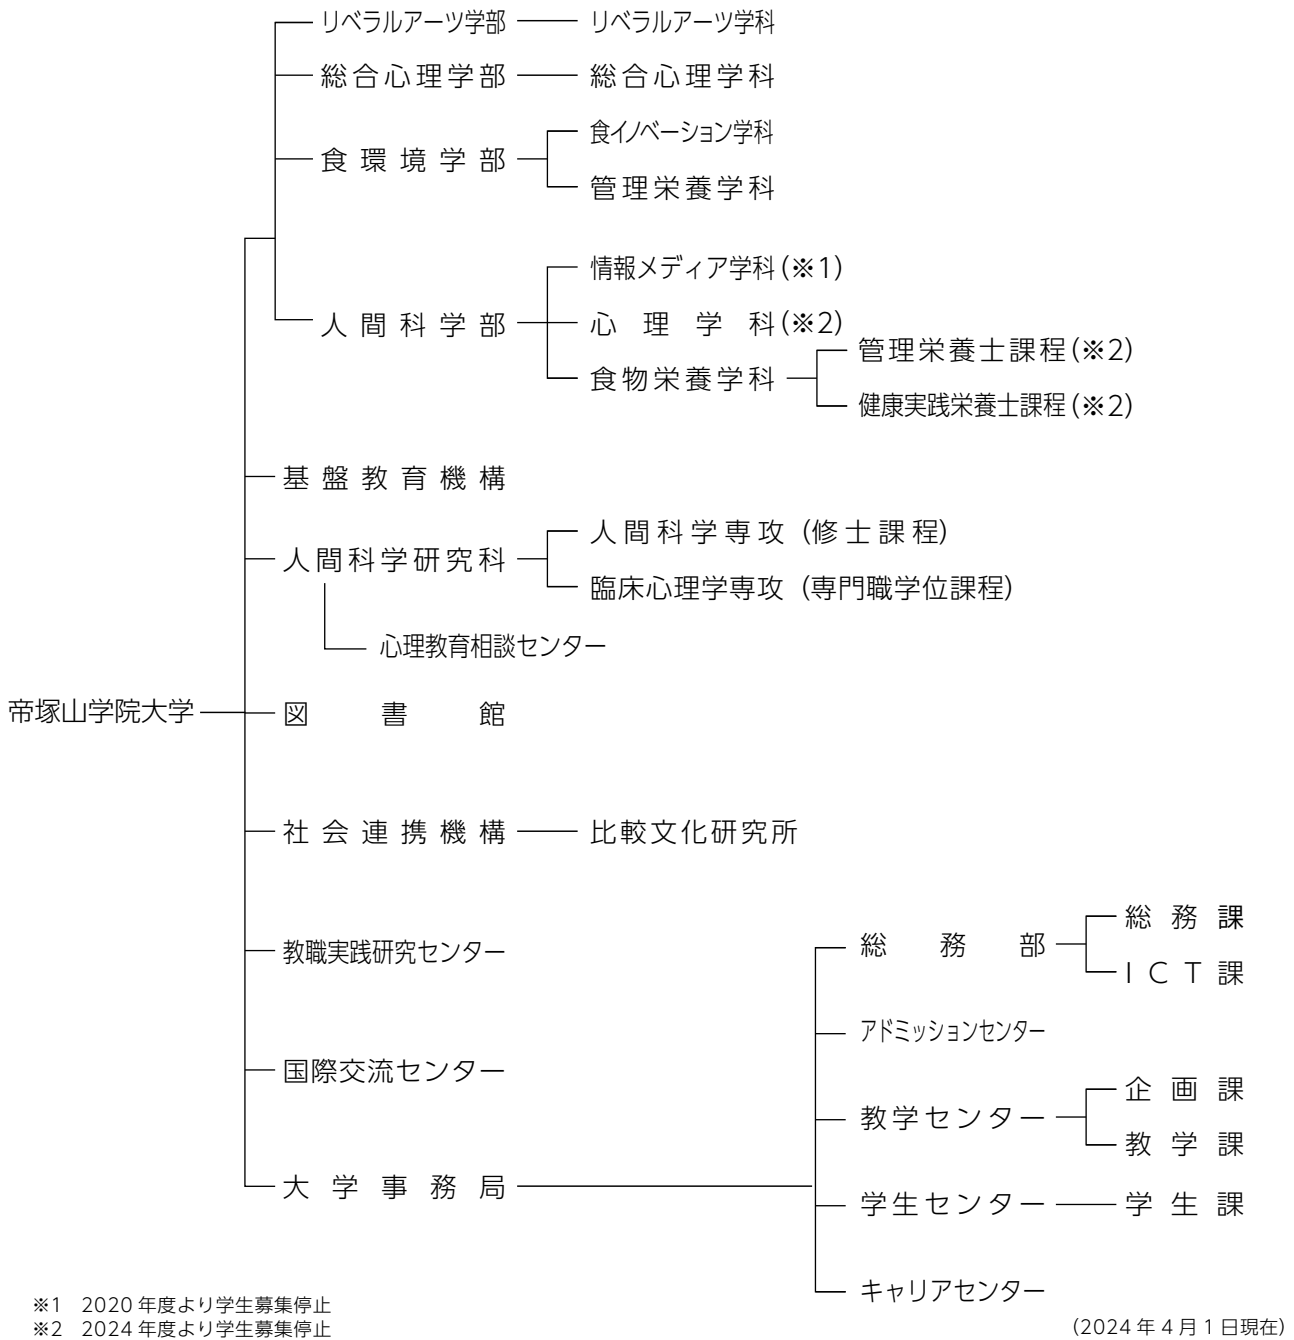 リベラルアーツ学部 リベラルアーツ学科
総合心理学部 総合心理学科
食イノベーション学科
食環境学部
管理栄養学科
情報メディア学科(※1)
人間科学部 心理学科(※2)
管理栄養士課程(※2)
食物栄養学科
健康実践栄養士課程(※2)
基盤教育機構
人間科学専攻(修士課程)
人間科学研究科
臨床心理学専攻(専門職学位課程)
心理教育相談センター
帝塚山学院大学 図書館
社会連携機構 比較文化研究所
総務課
総務部
教職実践研究センター
ICT課
アドミッションセンター
国際交流センター
企画課
教学センター
教学課
大学事務局
学生センター 学生課
キャリアセンター
※1 2020年度より学生募集停止
※2 2024年度より学生募集停止
(2024年4月1日現在)